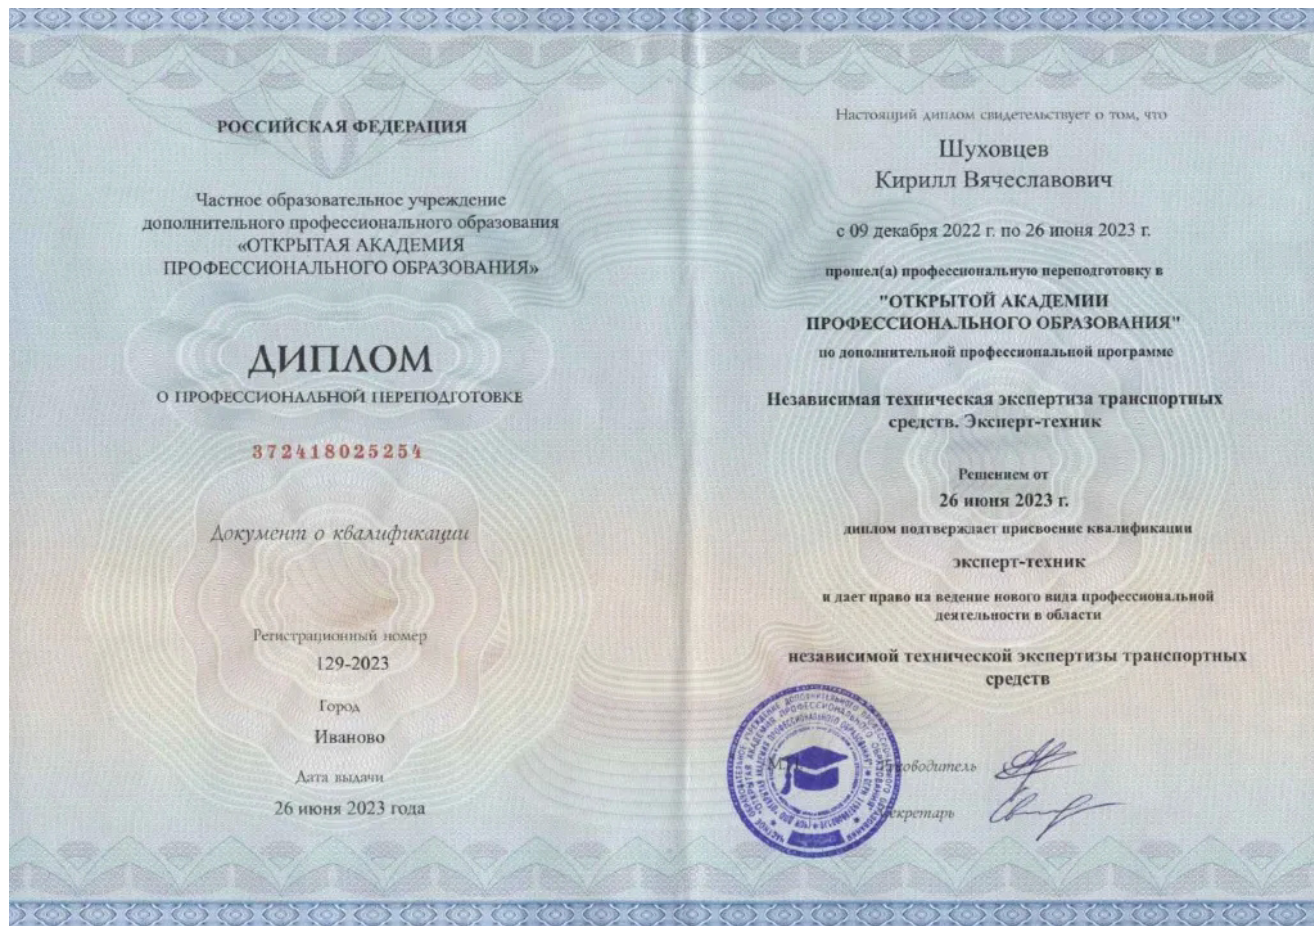 РОССИЙСКАЯ ФЕДЕРАЦИЯ
Частное образовательное учреждение
дополнительного профессионального образования
«ОТКРЫТАЯ АКАДЕМИЯ
ПРОФЕССИОНАЛЬНОГО ОБРАЗОВАНИЯ»
ДИПЛОМ
О ПРОФЕССИОНАЛЬНОЙ ПЕРЕПОДГОТОВКЕ
372418025254
Документ о квалификации
Регистрационный номер
129-2023
Город
Иваново
Дата выдачи
26 июня 2023 года
Настоящий диплом свидетельствует о том, что
Шуховцев
Кирилл Вячеславович
с 09 декабря 2022 г. по 26 июня 2023 г.
прошел(а) профессиональную переподготовку в
"ОТКРЫТОЙ АКАДЕМИИ
ПРОФЕССИОНАЛЬНОГО ОБРАЗОВАНИЯ"
по дополнительной профессиональной программе
Независимая техническая экспертиза транспортных
средств. Эксперт-техник
Решением от
26 июня 2023 г.
диплом подтверждает присвоение квалификации
эксперт-техник
и дает право на ведение нового вида профессиональной
деятельности в области
независимой технической экспертизы транспортных
средств
Руководитель
Секретарь